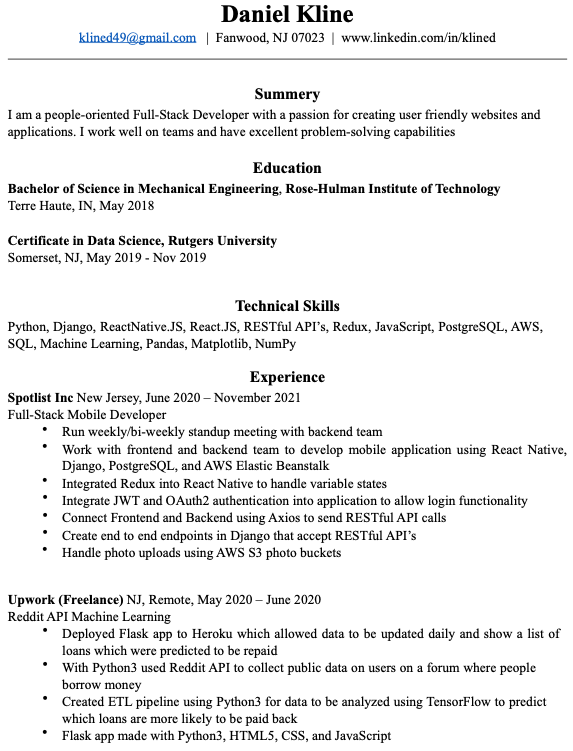 Daniel Kline
klined49@gmail.com | Fanwood, NJ 07023 | www.linkedin.com/in/klined
Summery
I am a people-oriented Full-Stack Developer with a passion for creating user friendly websites and
applications. I work well on teams and have excellent problem-solving capabilities
Education
Bachelor of Science in Mechanical Engineering, Rose-Hulman Institute of Technology
Terre Haute, IN, May 2018
Certificate in Data Science, Rutgers University
Somerset, NJ, May 2019 - Nov 2019
Technical Skills
Python, Django, ReactNative.JS, React.JS, RESTful API’s, Redux, JavaScript, PostgreSQL, AWS,
SQL, Machine Learning, Pandas, Matplotlib, NumPy
Experience
Spotlist Inc New Jersey, June 2020 – November 2021
Full-Stack Mobile Developer
• Run weekly/bi-weekly standup meeting with backend team
• Work with frontend and backend team to develop mobile application using React Native,
Django, PostgreSQL, and AWS Elastic Beanstalk
• Integrated Redux into React Native to handle variable states
• Integrate JWT and OAuth2 authentication into application to allow login functionality
• Connect Frontend and Backend using Axios to send RESTful API calls
• Create end to end endpoints in Django that accept RESTful API’s
• Handle photo uploads using AWS S3 photo buckets
Upwork (Freelance) NJ, Remote, May 2020 – June 2020
Reddit API Machine Learning
• Deployed Flask app to Heroku which allowed data to be updated daily and show a list of
loans which were predicted to be repaid
• With Python3 used Reddit API to collect public data on users on a forum where people
borrow money
• Created ETL pipeline using Python3 for data to be analyzed using TensorFlow to predict
which loans are more likely to be paid back
• Flask app made with Python3, HTML5, CSS, and JavaScript